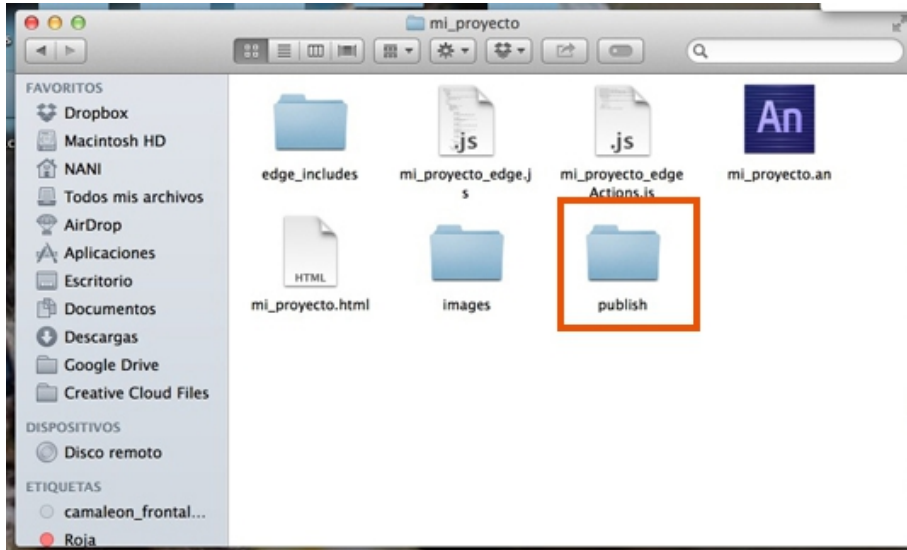 mi_proyecto
FAVORITOS
Dropbox
Macintosh HD
NANI
Todos mis archivos
AirDrop
Aplicaciones
Escritorio
Documentos
Descargas
Google Drive
Creative Cloud Files
DISPOSITIVOS
Disco remoto
ETIQUETAS
camaleon_frontal...
Roja
.js
.js
An
edge_includes
mi_proyecto_edge.j
s
mi_proyecto_edge
Actions.js
mi_proyecto.an
HTML
mi_proyecto.html
images
publish